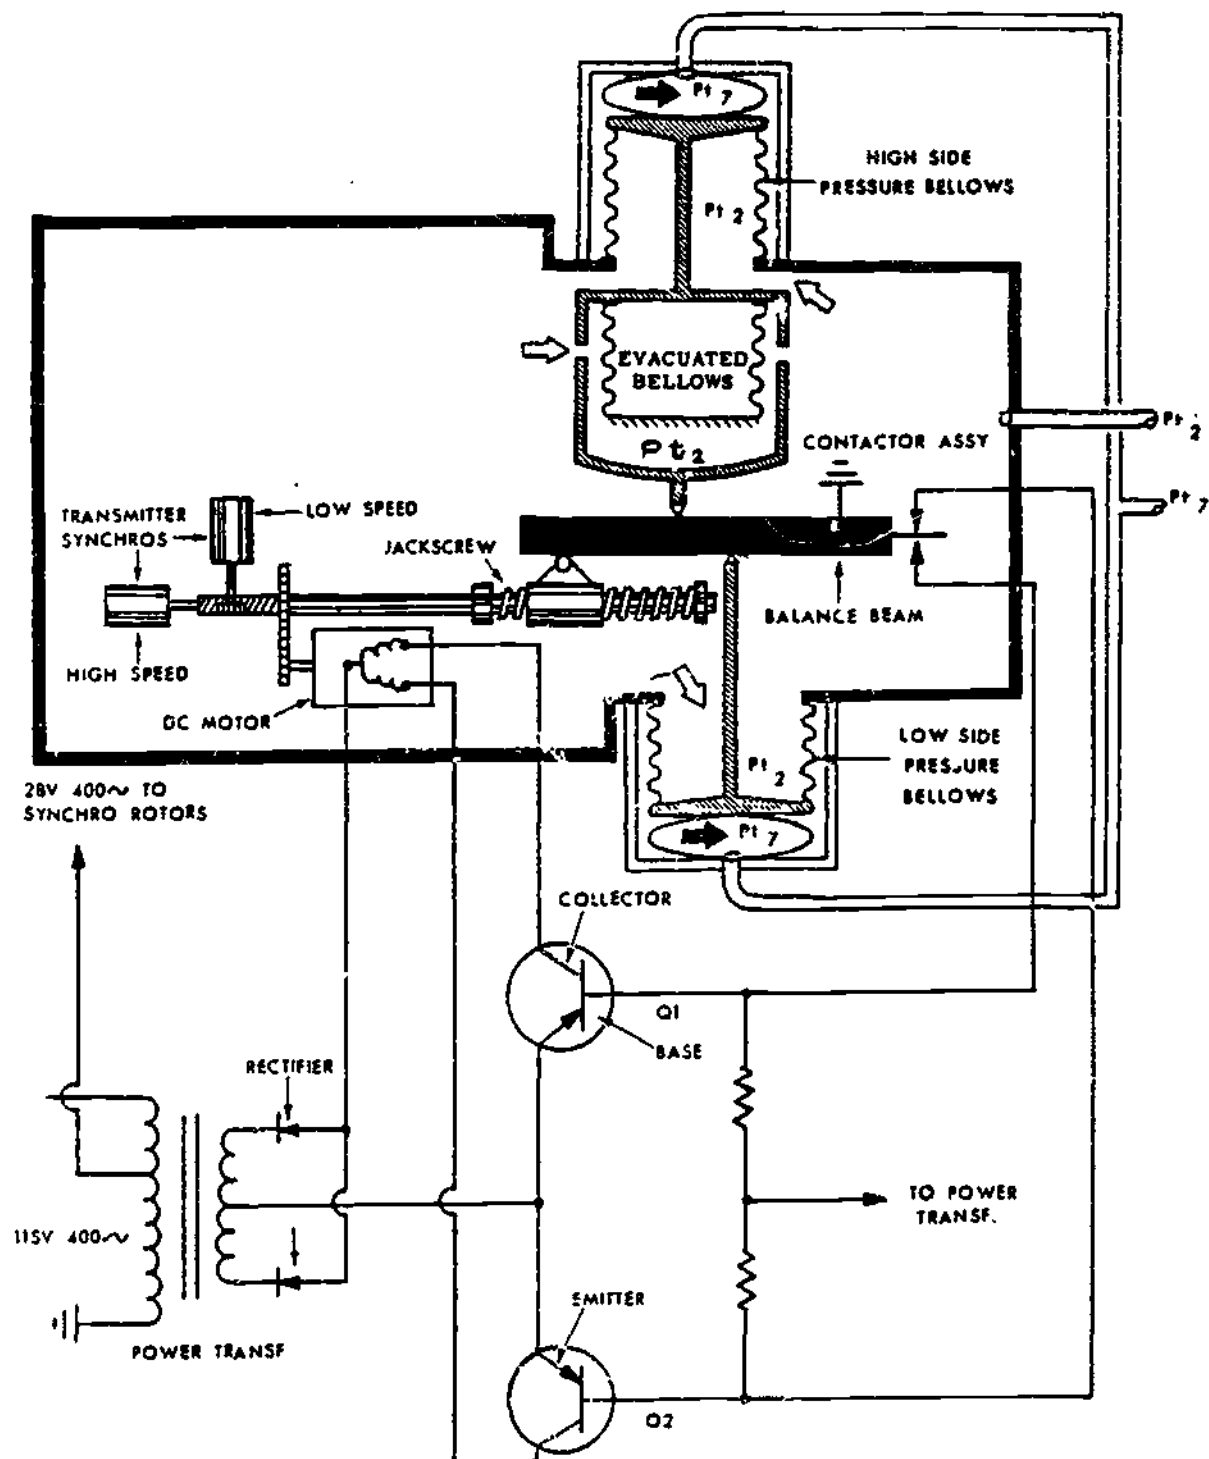 Pt 7
HIGH SIDE
PRESSURE BELLOWS
Pt 2
EVACUATED
BELLOWS
Pt 2
CONTACTOR ASSY
Pt 2
Pt 7
TRANSMITTER
SYNCHROS
LOW SPEED
JACKSCREW
BALANCE BEAM
HIGH SPEED
DC MOTOR
LOW SIDE
PRESSURE
BELLOWS
Pt 2
Pt 7
28V 400~ TO
SYNCHRO ROTORS
COLLECTOR
Q1
BASE
RECTIFIER
TO POWER
TRANSF.
115V 400~
EMITTER
POWER TRANSF
Q2